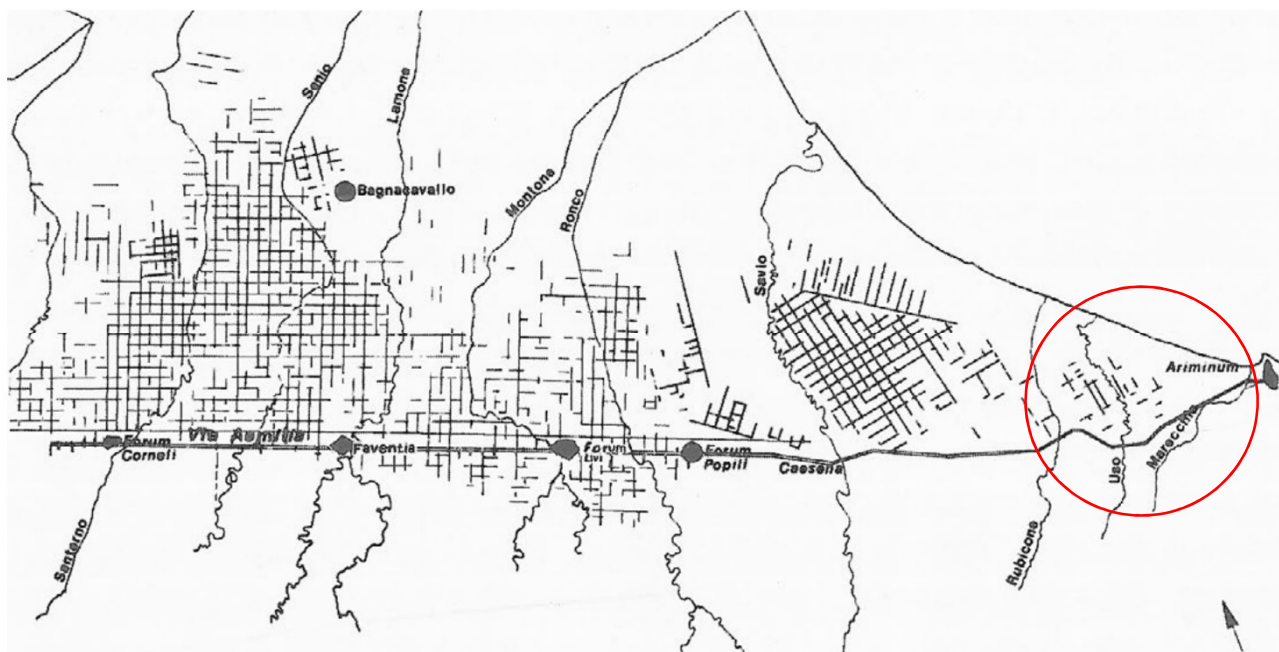 Senio
Lamone
Bagnacavallo
Montone
Ronco
Savio
Ariminum
Via Aemilia
Forum
Corneli
Faventia
Forum
Livi
Forum
Popili
Caesena
Marecchia
Uso
Rubicone
Santerno